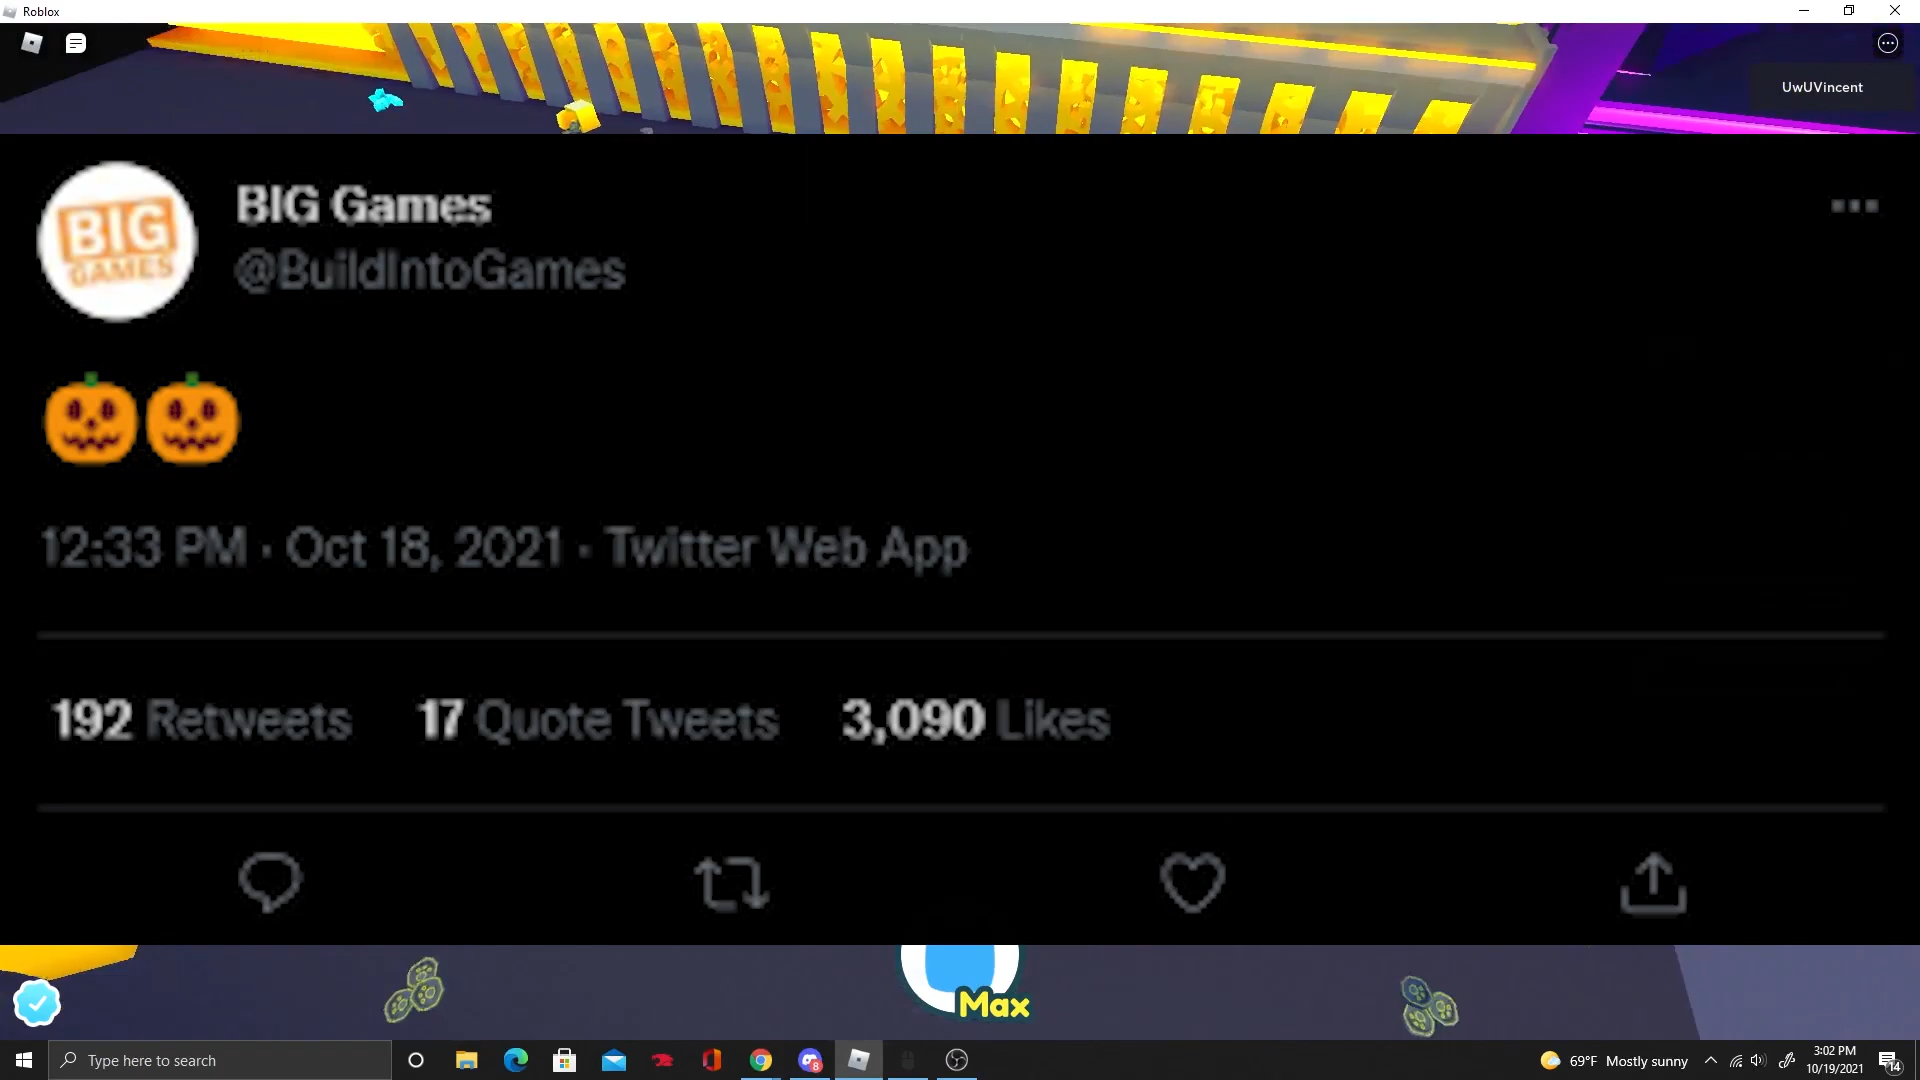 Roblox
UwUVincent
BIG GAMES
BIG Games
@BuildIntoGames
🎃🎃
12:33 PM · Oct 18, 2021 · Twitter Web App
192 Retweets 17 Quote Tweets 3,090 Likes
Max
Type here to search
8
69°F Mostly sunny
3:02 PM
10/19/2021
14